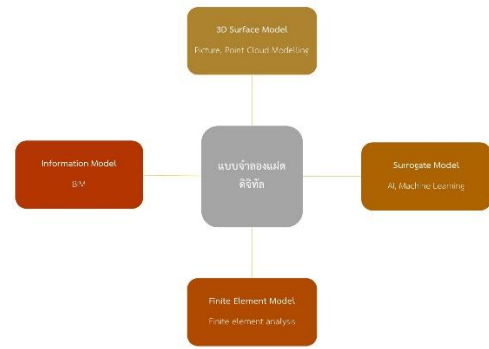 3D Surface Model
Picture, Point Cloud Modelling
Information Model
BIM
แบบจำลองแฝด
ดิจิทัล
Surrogate Model
AI, Machine Learning
Finite Element Model
Finite element analysis